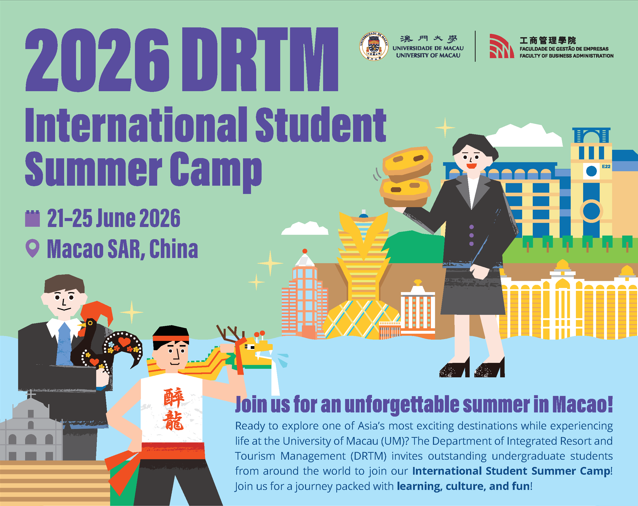 2026 DRTM
International Student
Summer Camp
21–25 June 2026
Macao SAR, China
澳門大學
UNIVERSIDADE DE MACAU
UNIVERSITY OF MACAU
工商管理學院
FACULDADE DE GESTÃO DE EMPRESAS
FACULTY OF BUSINESS ADMINISTRATION
E22
醉龍
Join us for an unforgettable summer in Macao!
Ready to explore one of Asia's most exciting destinations while experiencing
life at the University of Macau (UM)? The Department of Integrated Resort and
Tourism Management (DRTM) invites outstanding undergraduate students
from around the world to join our International Student Summer Camp!
Join us for a journey packed with learning, culture, and fun!